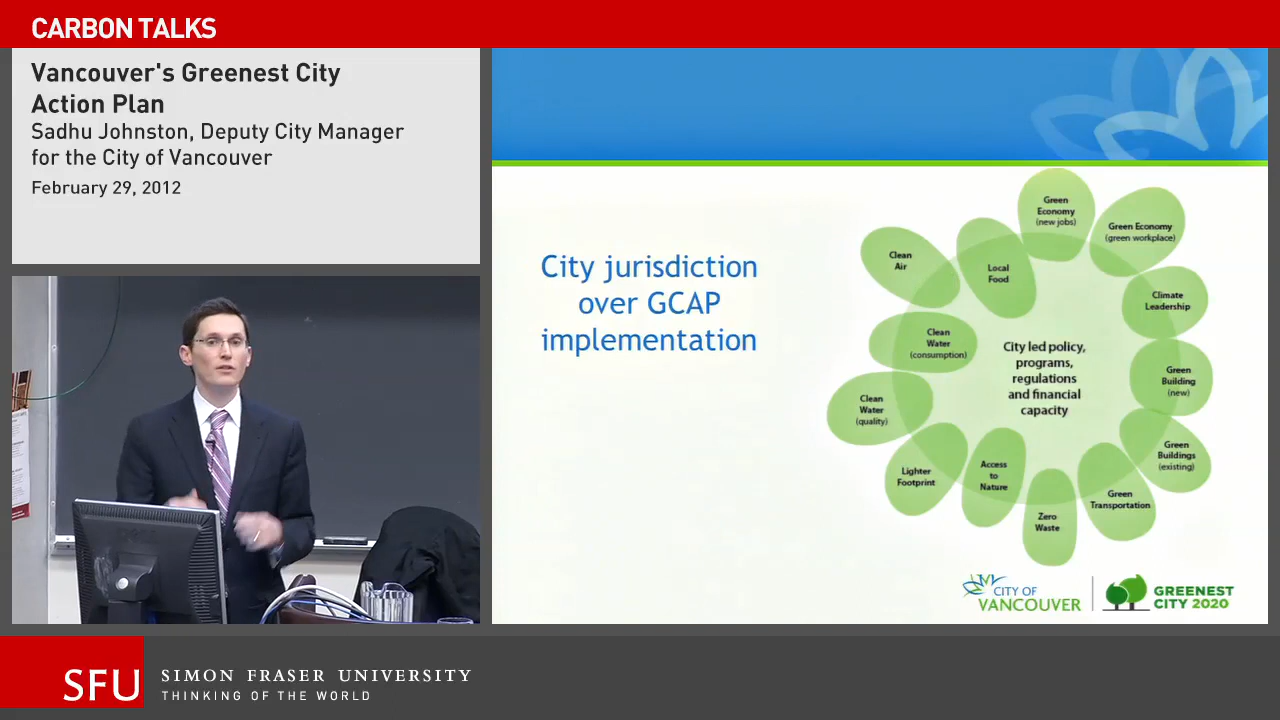 CARBON TALKS
Vancouver's Greenest City
Action Plan
Sadhu Johnston, Deputy City Manager
for the City of Vancouver
February 29, 2012
City jurisdiction
over GCAP
implementation
Green
Economy
(new jobs)
Green Economy
(green workplace)
Climate
Leadership
Green
Building
(new)
Green
Buildings
(existing)
Green
Transportation
Zero
Waste
Access
to
Nature
Lighter
Footprint
Clean
Water
(quality)
Clean
Water
(consumption)
Clean
Air
Local
Food
City led policy,
programs,
regulations
and financial
capacity
CITY OF
VANCOUVER
GREENEST
CITY 2020
SFU
SIMON FRASER UNIVERSITY
THINKING OF THE WORLD